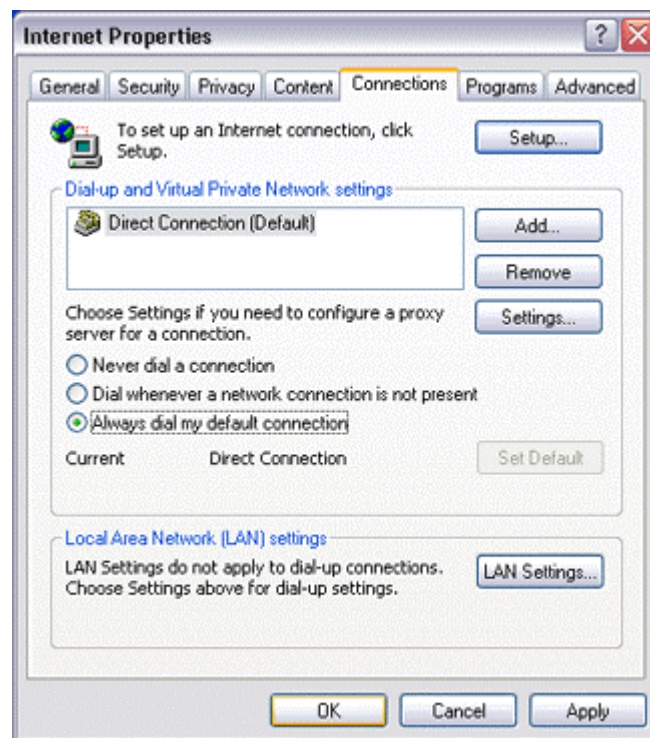 Internet Properties
General Security Privacy Content Connections Programs Advanced
To set up an Internet connection, click
Setup.
Setup...
Dial-up and Virtual Private Network settings
Direct Connection (Default)
Add...
Remove
Choose Settings if you need to configure a proxy
server for a connection.
Settings...
Never dial a connection
Dial whenever a network connection is not present
Always dial my default connection
Current Direct Connection
Set Default
Local Area Network (LAN) settings
LAN Settings do not apply to dial-up connections.
Choose Settings above for dial-up settings.
LAN Settings...
OK Cancel Apply